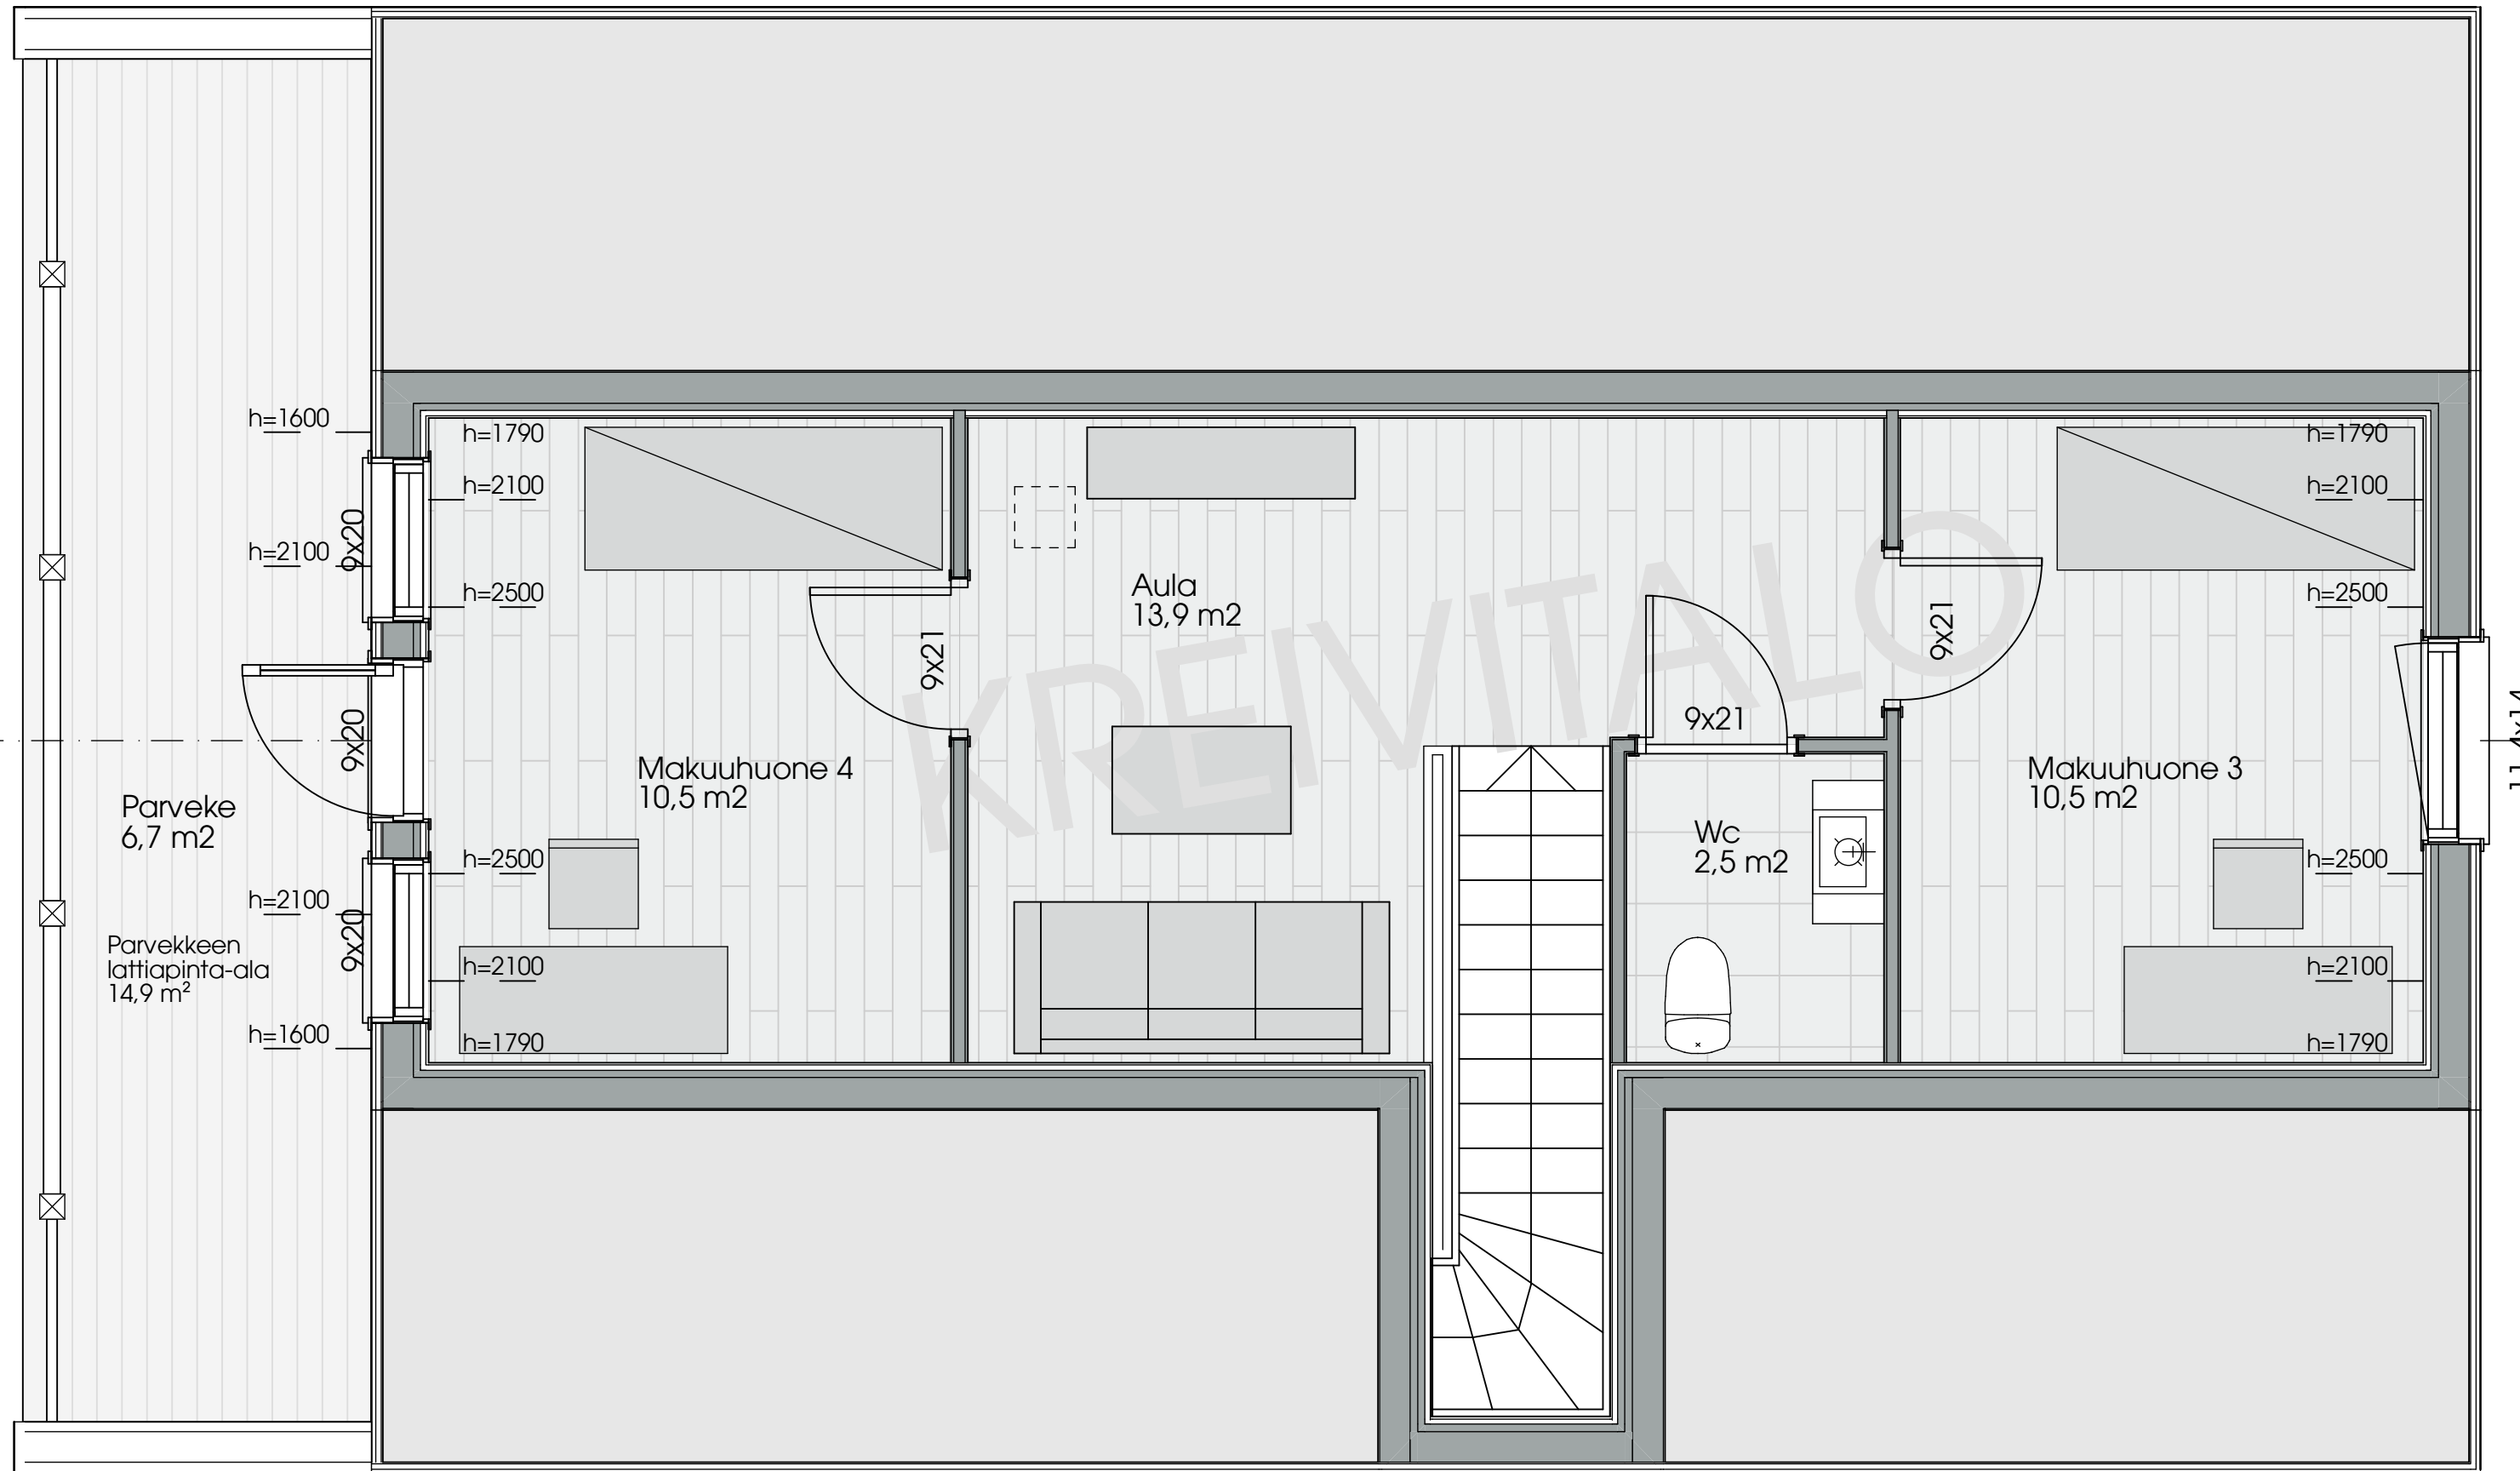 h=1600
h=1790
h=1790
h=2100
h=2100
9x20
h=2100
h=2500
h=2500
Aula
13,9 m2
9x21
9x21
KREIVITALO
9x21
9x20
11,4x14
Makuuhuone 4
10,5 m2
Makuuhuone 3
10,5 m2
Parveke
6,7 m2
Wc
2,5 m2
h=2500
h=2500
h=2100
9x20
Parvekkeen
lattiapinta-ala
14,9 m²
h=2100
h=2100
h=1600
h=1790
h=1790